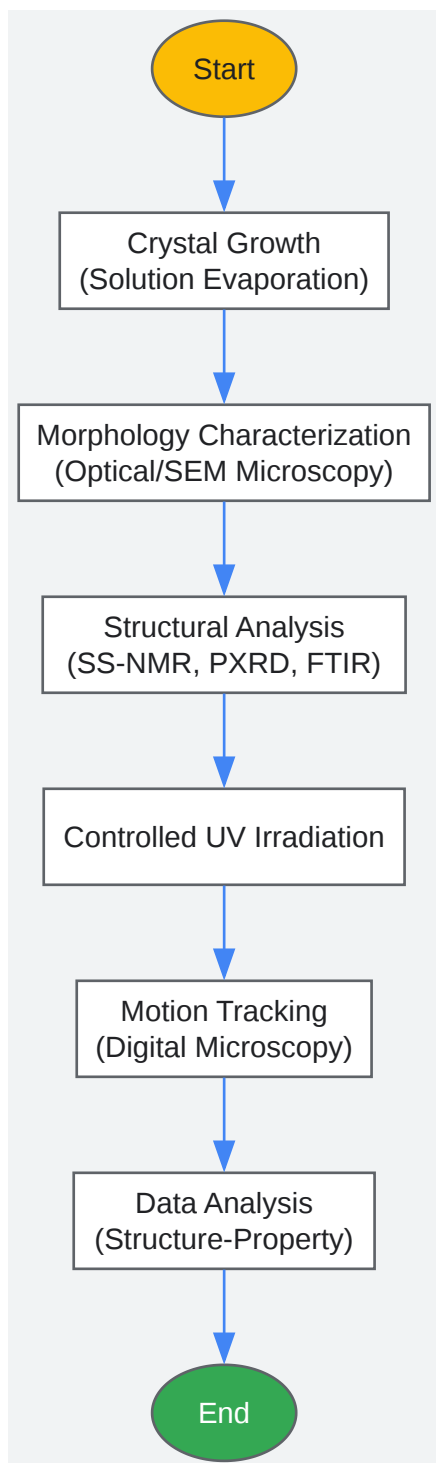 Start
Crystal Growth
(Solution Evaporation)
Morphology Characterization
(Optical/SEM Microscopy)
Structural Analysis
(SS-NMR, PXRD, FTIR)
Controlled UV Irradiation
Motion Tracking
(Digital Microscopy)
Data Analysis
(Structure-Property)
End